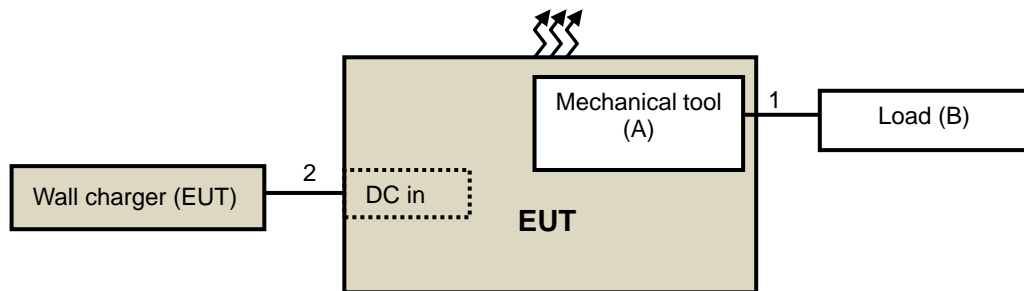 Mechanical tool
(A)
1
Load (B)
Wall charger (EUT)
2
DC in
EUT